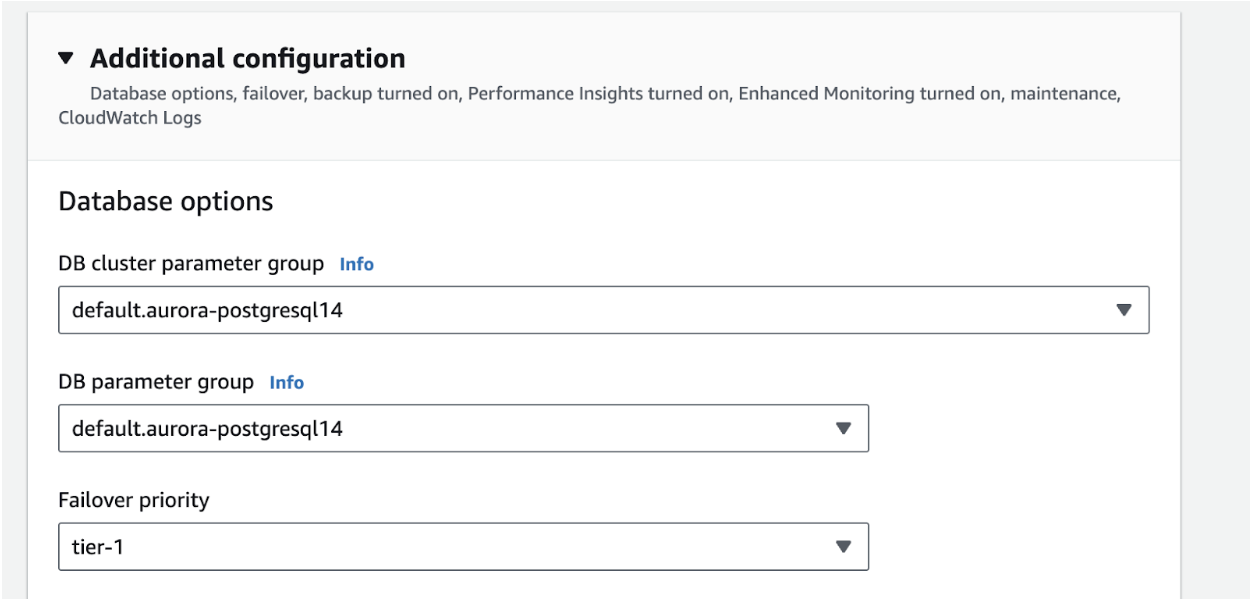 Additional configuration
Database options, failover, backup turned on, Performance Insights turned on, Enhanced Monitoring turned on, maintenance,
CloudWatch Logs
Database options
DB cluster parameter group Info
default.aurora-postgresql14
DB parameter group Info
default.aurora-postgresql14
Failover priority
tier-1